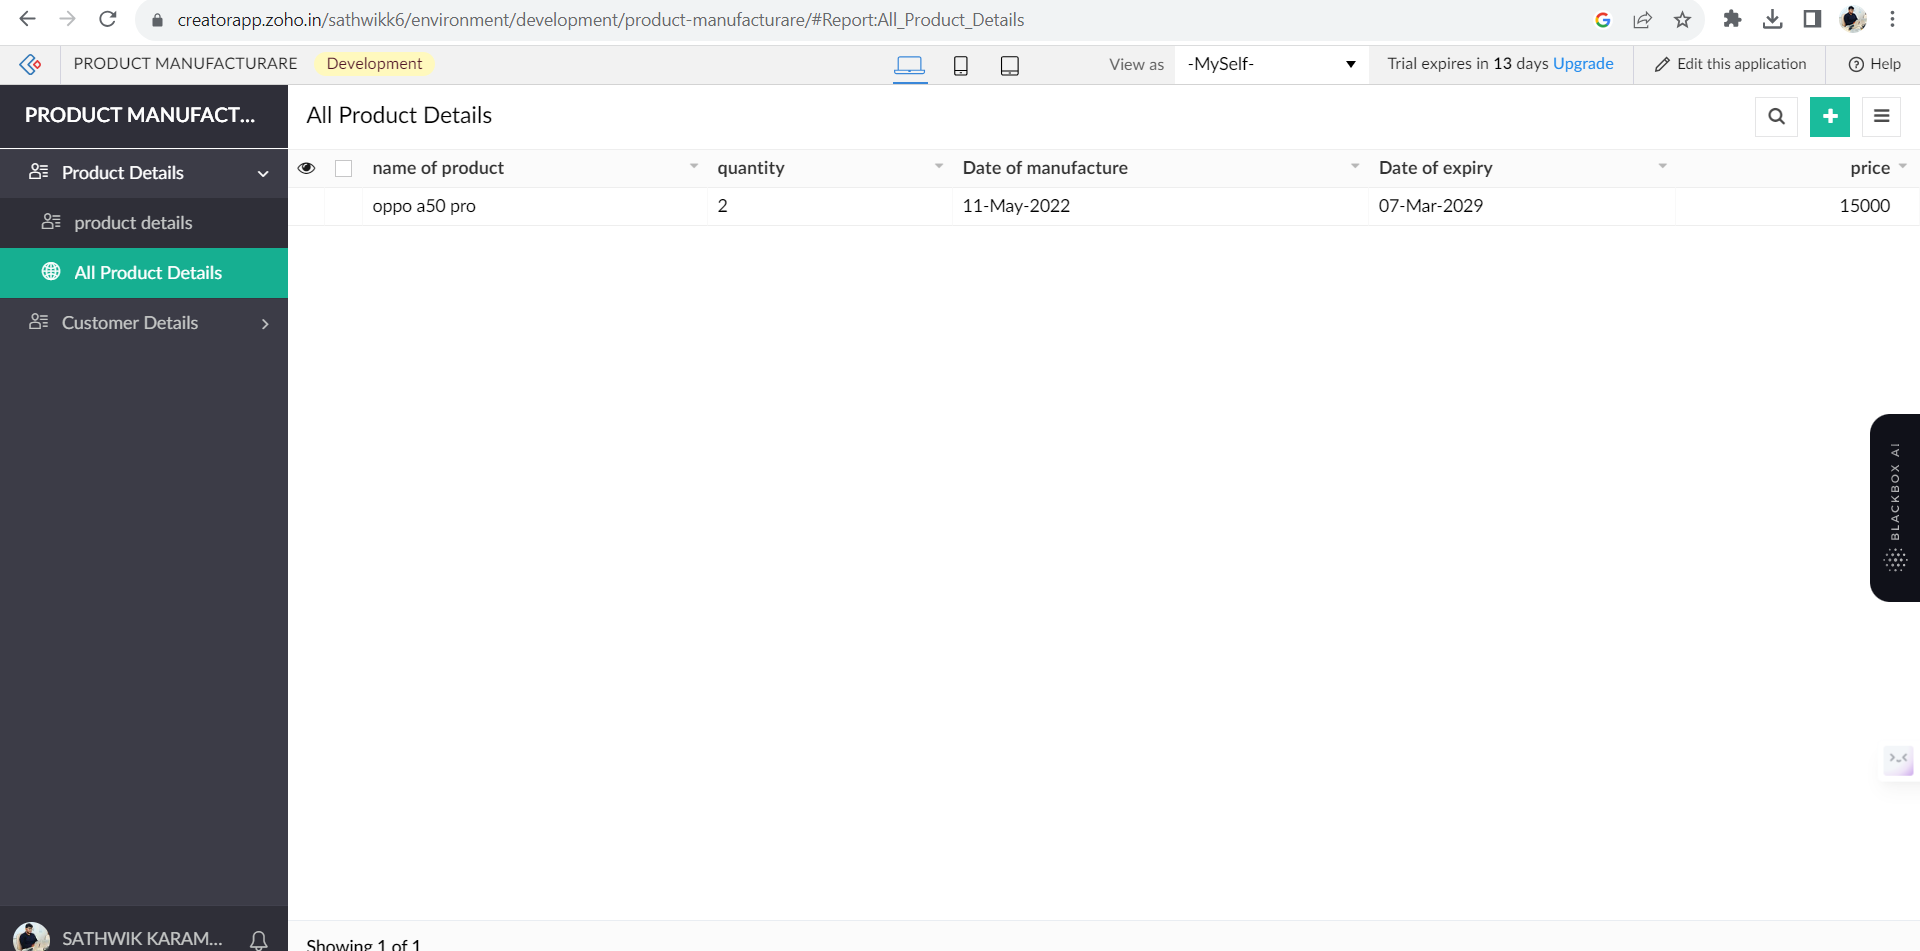 creatorapp.zoho.in/sathwikk6/environment/development/product-manufacturare/#Report:All_Product_Details
PRODUCT MANUFACTURARE Development View as -MySelf- Trial expires in 13 days Upgrade Edit this application Help
PRODUCT MANUFACT...
All Product Details
Product Details
product details
All Product Details
Customer Details
name of product quantity Date of manufacture Date of expiry price
oppo a50 pro 2 11-May-2022 07-Mar-2029 15000
BLACKBOX AI
SATHWIK KARAM...
Showing 1 of 1